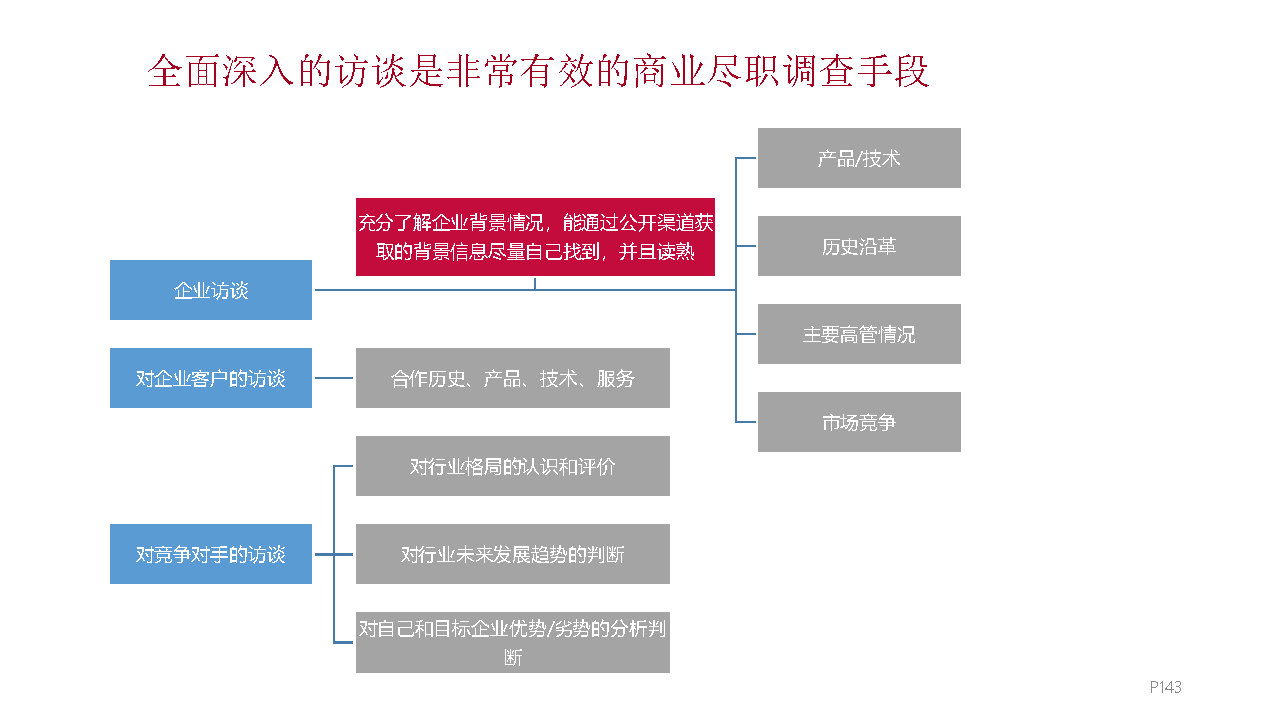 全面深入的访谈是非常有效的商业尽职调查手段
企业访谈
充分了解企业背景情况，能通过公开渠道获
取的背景信息尽量自己找到，并且读熟
产品/技术
历史沿革
主要高管情况
市场竞争
对企业客户的访谈
合作历史、产品、技术、服务
对竞争对手的访谈
对行业格局的认识和评价
对行业未来发展趋势的判断
对自己和目标企业优势/劣势的分析判
断
P143